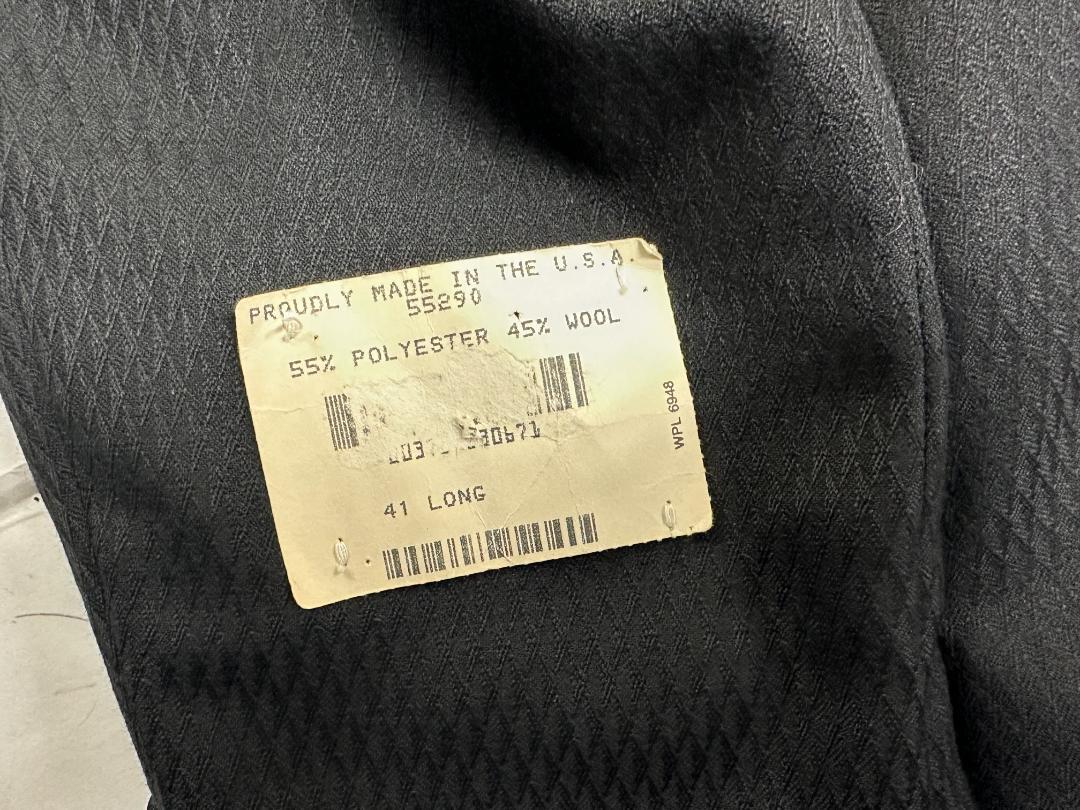 PROUDLY MADE IN THE U.S.A.
55290
55% POLYESTER 45% WOOL
WPL 6948
41 LONG